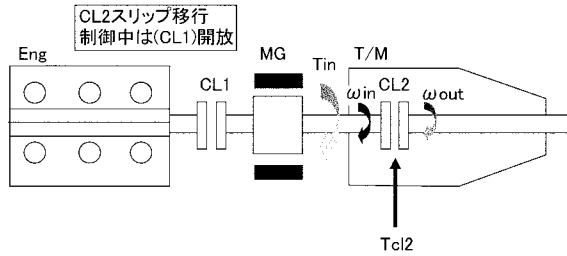 CL2スリップ移行
制御中は(CL1)開放
Eng
CL1
MG
Tin
T/M
ωin
CL2
ωout
Tcl2